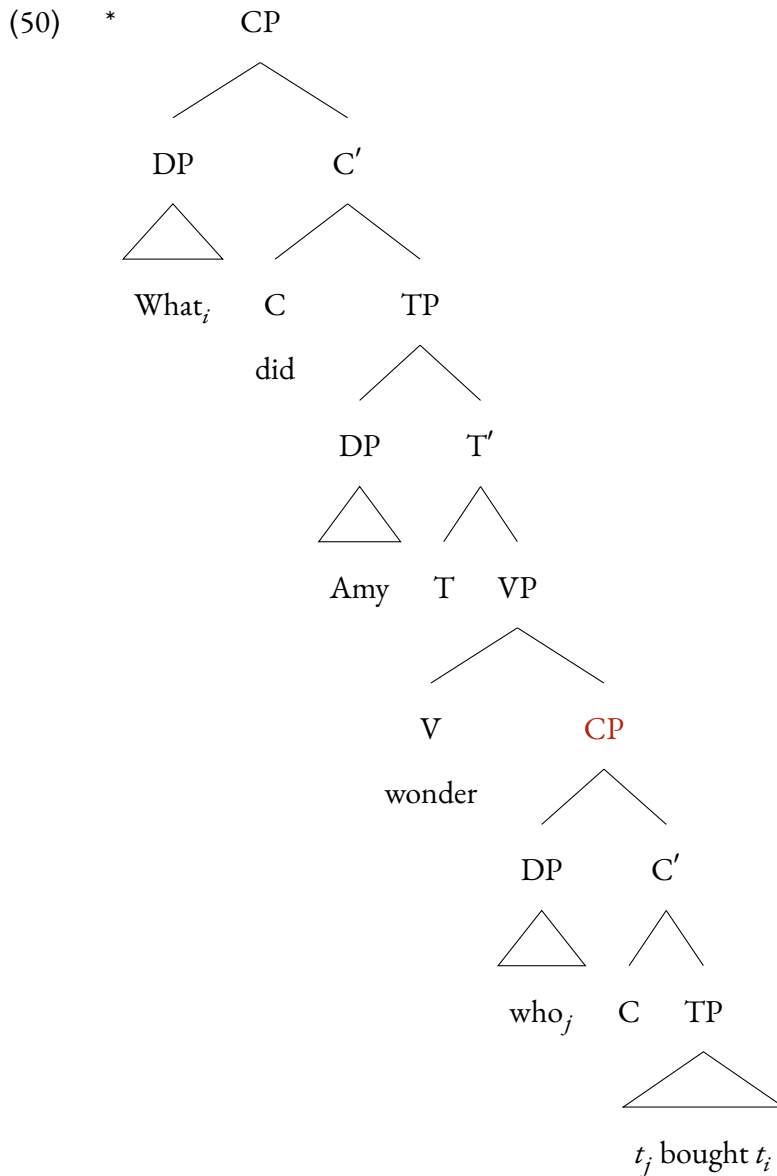 (50) * CP
DP C′
What_i C TP
did
DP T′
Amy T VP
V CP
wonder
DP C′
who_j C TP
t_j bought t_i